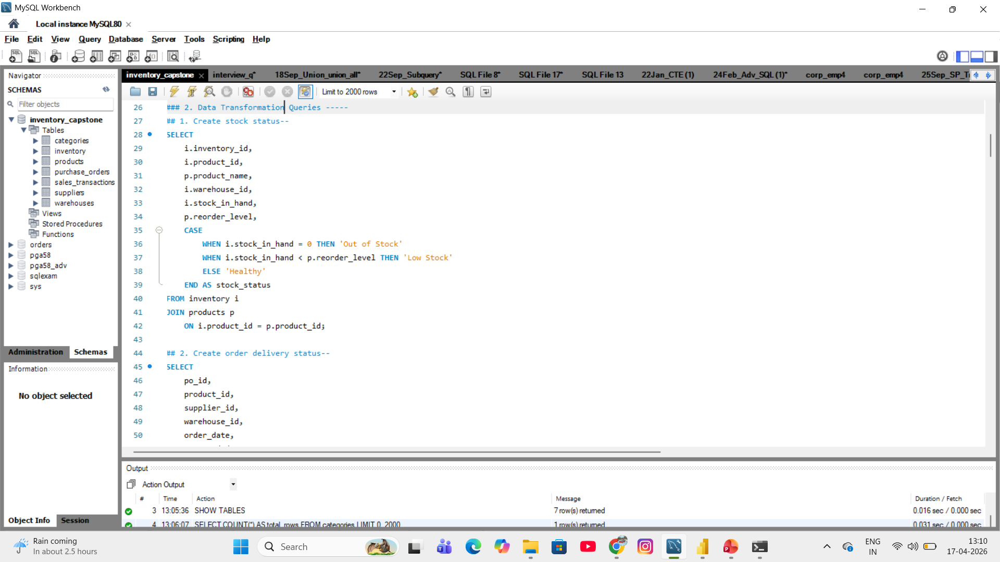 MySQL Workbench
Local instance MySQL80
File Edit View Query Database Server Tools Scripting Help
Navigator
SCHEMAS
Filter objects
inventory_capstone
Tables
categories
inventory
products
purchase_orders
sales_transactions
suppliers
warehouses
Views
Stored Procedures
Functions
orders
pga58
pga58_adv
sqlexam
sys
Administration Schemas
Information
No object selected
Object Info Session
inventory_capstone interview_q* 18Sep_Union_union_all* 22Sep_Subquery* SQL File 8* SQL File 17* SQL File 13 22Jan_CTE (1) 24Feb_Adv_SQL (1)* corp_emp4 corp_emp4
Limit to 2000 rows
26 ### 2. Data Transformation Queries -----
27 ## 1. Create stock status--
28 SELECT
29 i.inventory_id,
30 i.product_id,
31 p.product_name,
32 i.warehouse_id,
33 i.stock_in_hand,
34 p.reorder_level,
35 CASE
36 WHEN i.stock_in_hand = 0 THEN 'Out of Stock'
37 WHEN i.stock_in_hand < p.reorder_level THEN 'Low Stock'
38 ELSE 'Healthy'
39 END AS stock_status
40 FROM inventory i
41 JOIN products p
42 ON i.product_id = p.product_id;
43
44 ## 2. Create order delivery status--
45 SELECT
46 po_id,
47 product_id,
48 supplier_id,
49 warehouse_id,
50 order_date,
Output
Action Output
# Time Action Message Duration / Fetch
3 13:05:36 SHOW TABLES 7 row(s) returned 0.016 sec / 0.000 sec
4 13:06:07 SELECT COUNT(*) AS total_rows FROM categories LIMIT 0, 2000 1 row(s) returned 0.031 sec / 0.000 sec
Rain coming
In about 2.5 hours
Search
ENG
IN
13:10
17-04-2026